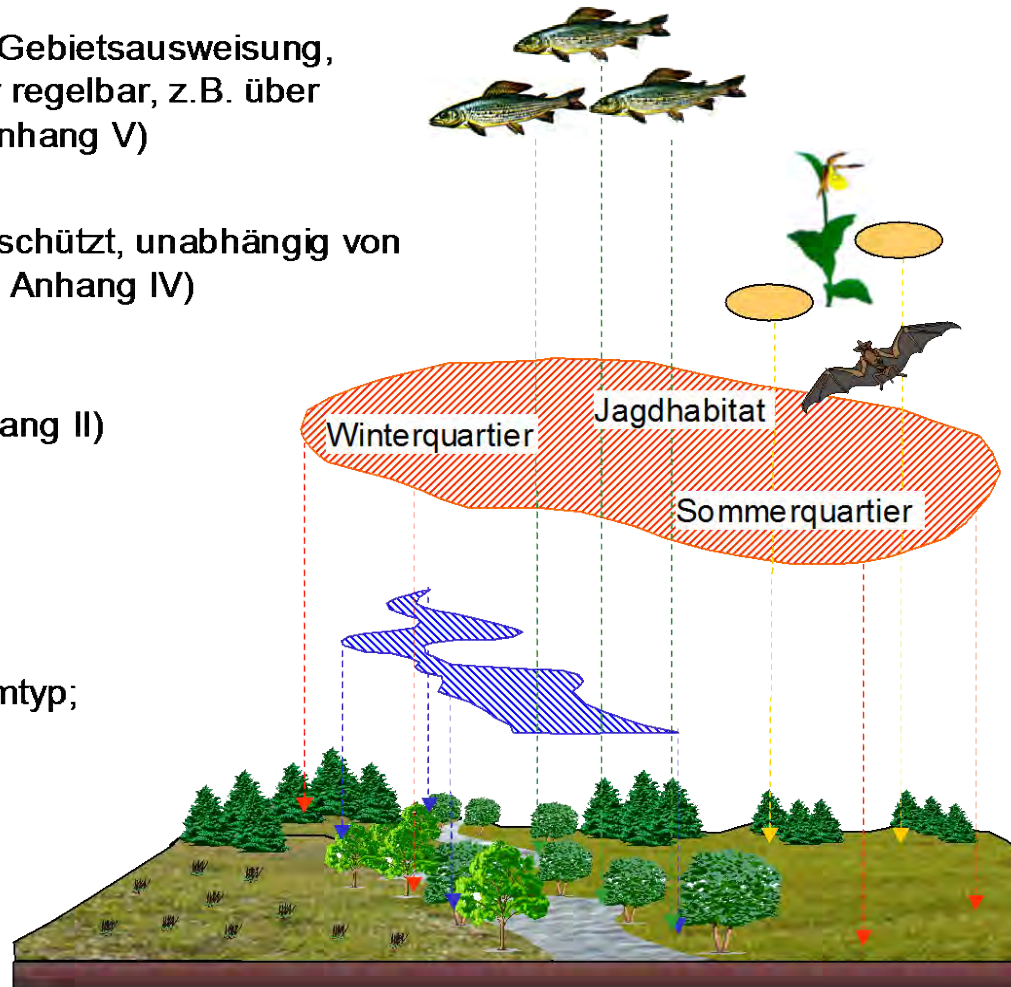 Gebietsausweisung,
regelbar, z.B. über
nhang V)
schützt, unabhängig von
Anhang IV)
ang II)
Jagdhabitat
Winterquartier
Sommerquartier
mtyp;